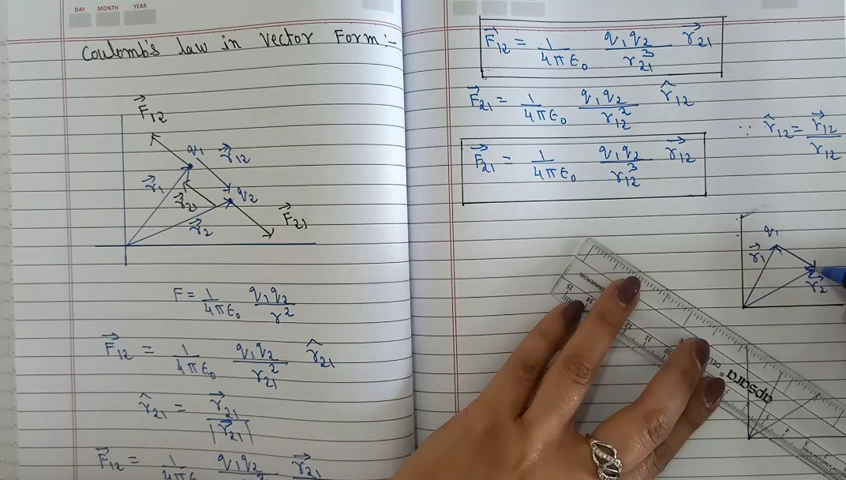 DAY MONTH YEAR
Coulomb's law in vector Form:-
F⃗12
q1
r⃗12
r⃗1
r⃗21
q2
r⃗2
F⃗21
F = 1/4πϵ0 q1q2/r²
F⃗12 = 1/4πϵ0 q1q2/r21² r̂21
r̂21 = r⃗21/|r⃗21|
F⃗12 = 1/4πϵ0 q1q2 r⃗21
F⃗12 = 1/4πϵ0 q1q2/r21³ r⃗21
F⃗21 = 1/4πϵ0 q1q2/r12² r̂12
∵ r̂12 = r⃗12/r12
F⃗21 = 1/4πϵ0 q1q2/r12³ r⃗12
q1
r⃗1
r⃗2
apsara
15 14